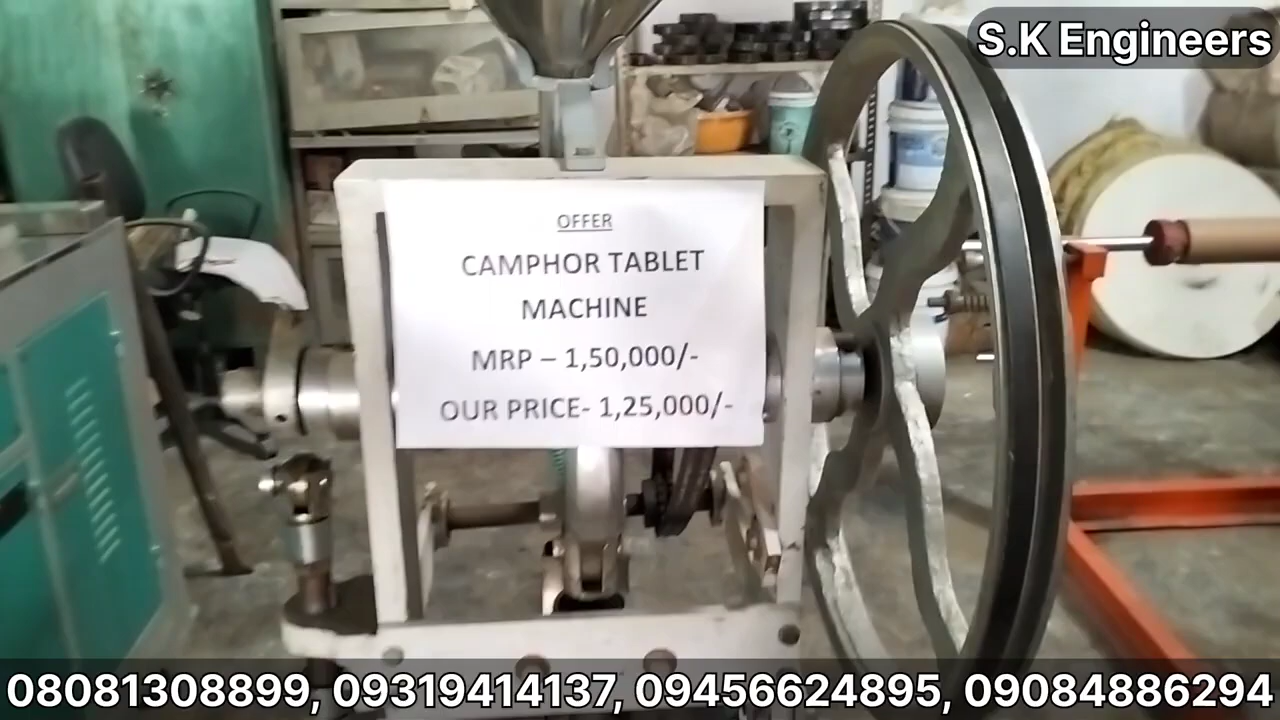 S.K Engineers
OFFER
CAMPHOR TABLET
MACHINE
MRP – 1,50,000/-
OUR PRICE- 1,25,000/-
08081308899, 09319414137, 09456624895, 09084886294